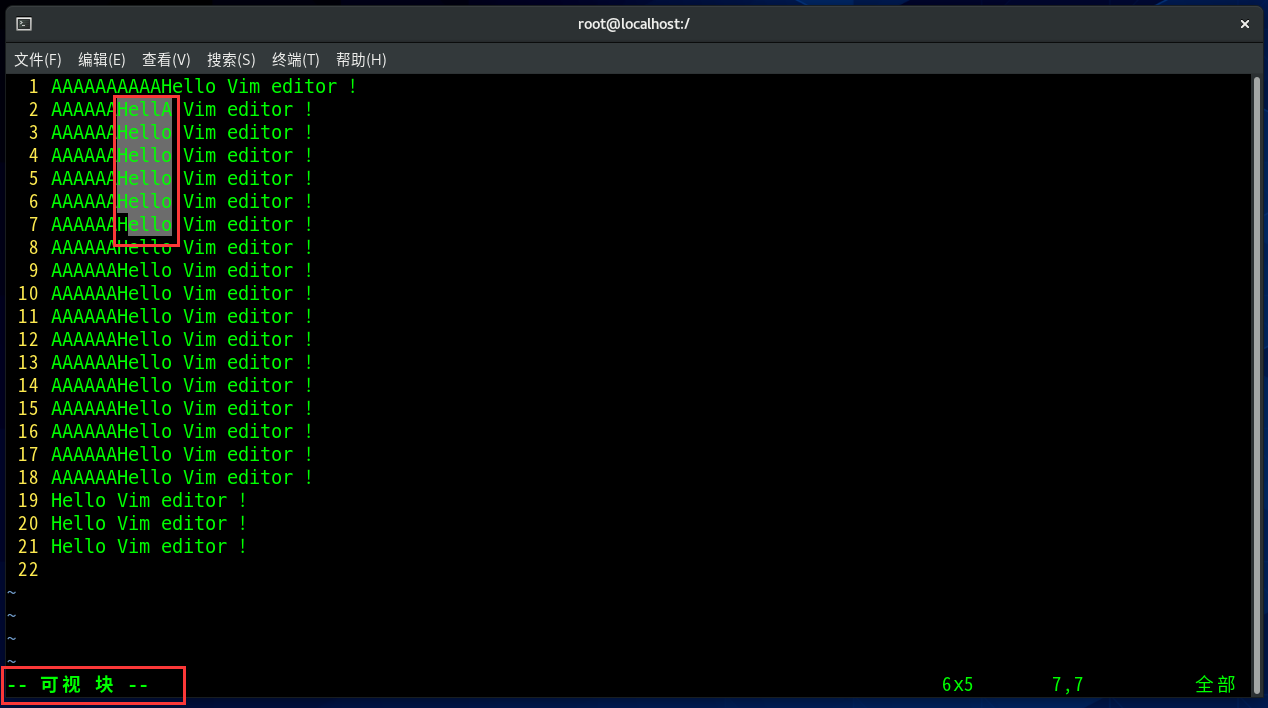 root@localhost:/
文件(F) 编辑(E) 查看(V) 搜索(S) 终端(T) 帮助(H)
1 AAAAAAAAAAHello Vim editor !
2 AAAAAAHellA Vim editor !
3 AAAAAAHello Vim editor !
4 AAAAAAHello Vim editor !
5 AAAAAAHello Vim editor !
6 AAAAAAHello Vim editor !
7 AAAAAAHello Vim editor !
8 AAAAAAHello Vim editor !
9 AAAAAAHello Vim editor !
10 AAAAAAHello Vim editor !
11 AAAAAAHello Vim editor !
12 AAAAAAHello Vim editor !
13 AAAAAAHello Vim editor !
14 AAAAAAHello Vim editor !
15 AAAAAAHello Vim editor !
16 AAAAAAHello Vim editor !
17 AAAAAAHello Vim editor !
18 AAAAAAHello Vim editor !
19 Hello Vim editor !
20 Hello Vim editor !
21 Hello Vim editor !
22
~
~
~
~
-- 可视 块 -- 6x5 7,7 全部